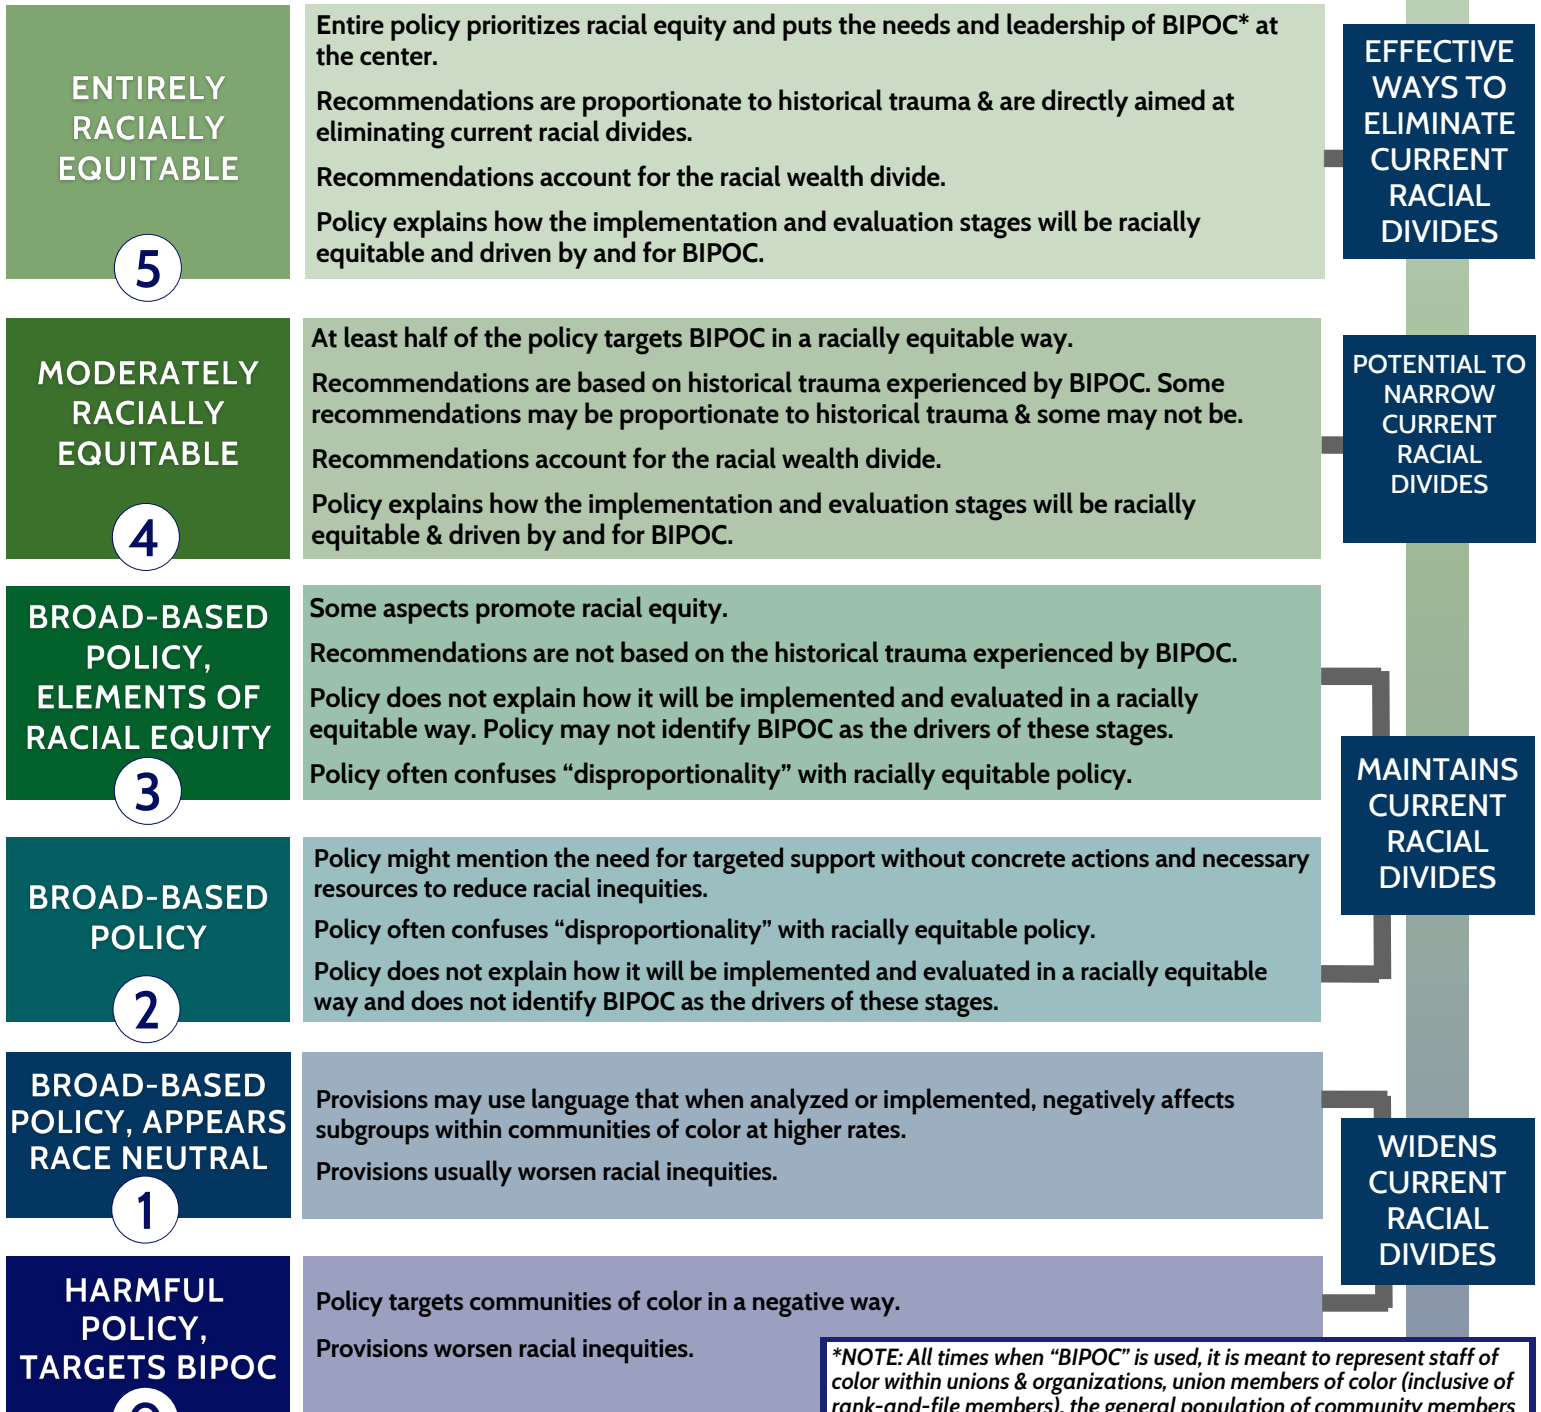 ENTIRELY
RACIALLY
EQUITABLE
5
Entire policy prioritizes racial equity and puts the needs and leadership of BIPOC* at
the center.
Recommendations are proportionate to historical trauma & are directly aimed at
eliminating current racial divides.
Recommendations account for the racial wealth divide.
Policy explains how the implementation and evaluation stages will be racially
equitable and driven by and for BIPOC.
EFFECTIVE
WAYS TO
ELIMINATE
CURRENT
RACIAL
DIVIDES
MODERATELY
RACIALLY
EQUITABLE
4
At least half of the policy targets BIPOC in a racially equitable way.
Recommendations are based on historical trauma experienced by BIPOC. Some
recommendations may be proportionate to historical trauma & some may not be.
Recommendations account for the racial wealth divide.
Policy explains how the implementation and evaluation stages will be racially
equitable & driven by and for BIPOC.
POTENTIAL TO
NARROW
CURRENT
RACIAL
DIVIDES
BROAD-BASED
POLICY,
ELEMENTS OF
RACIAL EQUITY
3
Some aspects promote racial equity.
Recommendations are not based on the historical trauma experienced by BIPOC.
Policy does not explain how it will be implemented and evaluated in a racially
equitable way. Policy may not identify BIPOC as the drivers of these stages.
Policy often confuses “disproportionality” with racially equitable policy.
MAINTAINS
CURRENT
RACIAL
DIVIDES
BROAD-BASED
POLICY
2
Policy might mention the need for targeted support without concrete actions and necessary
resources to reduce racial inequities.
Policy often confuses “disproportionality” with racially equitable policy.
Policy does not explain how it will be implemented and evaluated in a racially equitable
way and does not identify BIPOC as the drivers of these stages.
BROAD-BASED
POLICY, APPEARS
RACE NEUTRAL
1
Provisions may use language that when analyzed or implemented, negatively affects
subgroups within communities of color at higher rates.
Provisions usually worsen racial inequities.
WIDENS
CURRENT
RACIAL
DIVIDES
HARMFUL
POLICY,
TARGETS BIPOC
Policy targets communities of color in a negative way.
Provisions worsen racial inequities.
*NOTE: All times when “BIPOC” is used, it is meant to represent staff of
color within unions & organizations, union members of color (inclusive of
rank-and-file members), the general population of community members